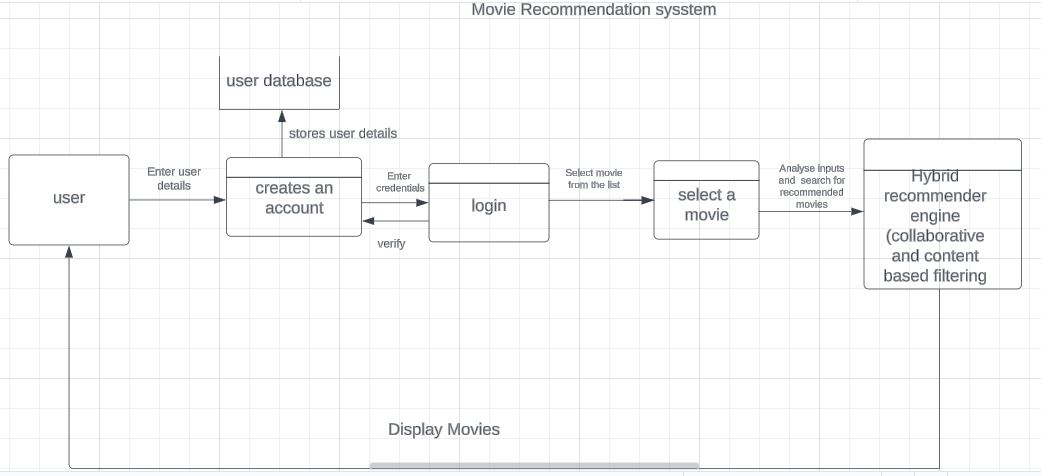 Movie Recommendation sysstem
user database
stores user details
user
Enter user
details
creates an
account
Enter
credentials
verify
login
Select movie
from the list
select a
movie
Analyse inputs
and search for
recommended
movies
Hybrid
recommender
engine
(collaborative
and content
based filtering
Display Movies